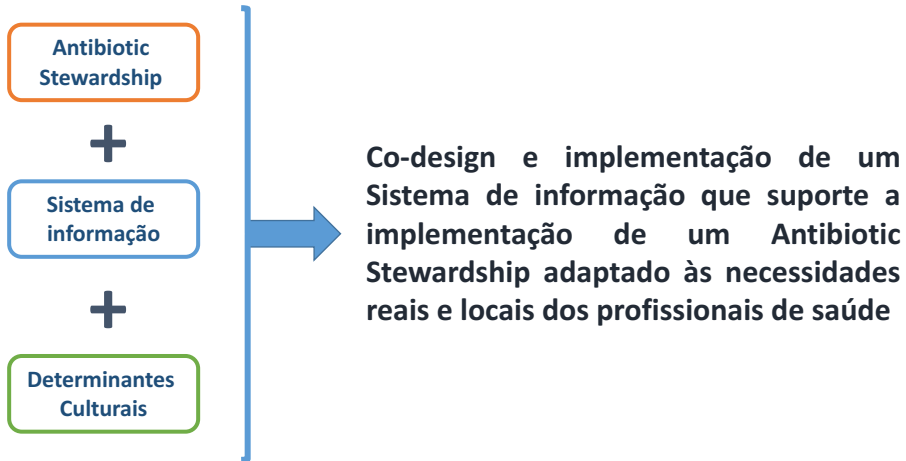 Antibiotic
Stewardship
+
Sistema de
informação
+
Determinantes
Culturais
Co-design e implementação de um
Sistema de informação que suporte a
implementação de um Antibiotic
Stewardship adaptado às necessidades
reais e locais dos profissionais de saúde